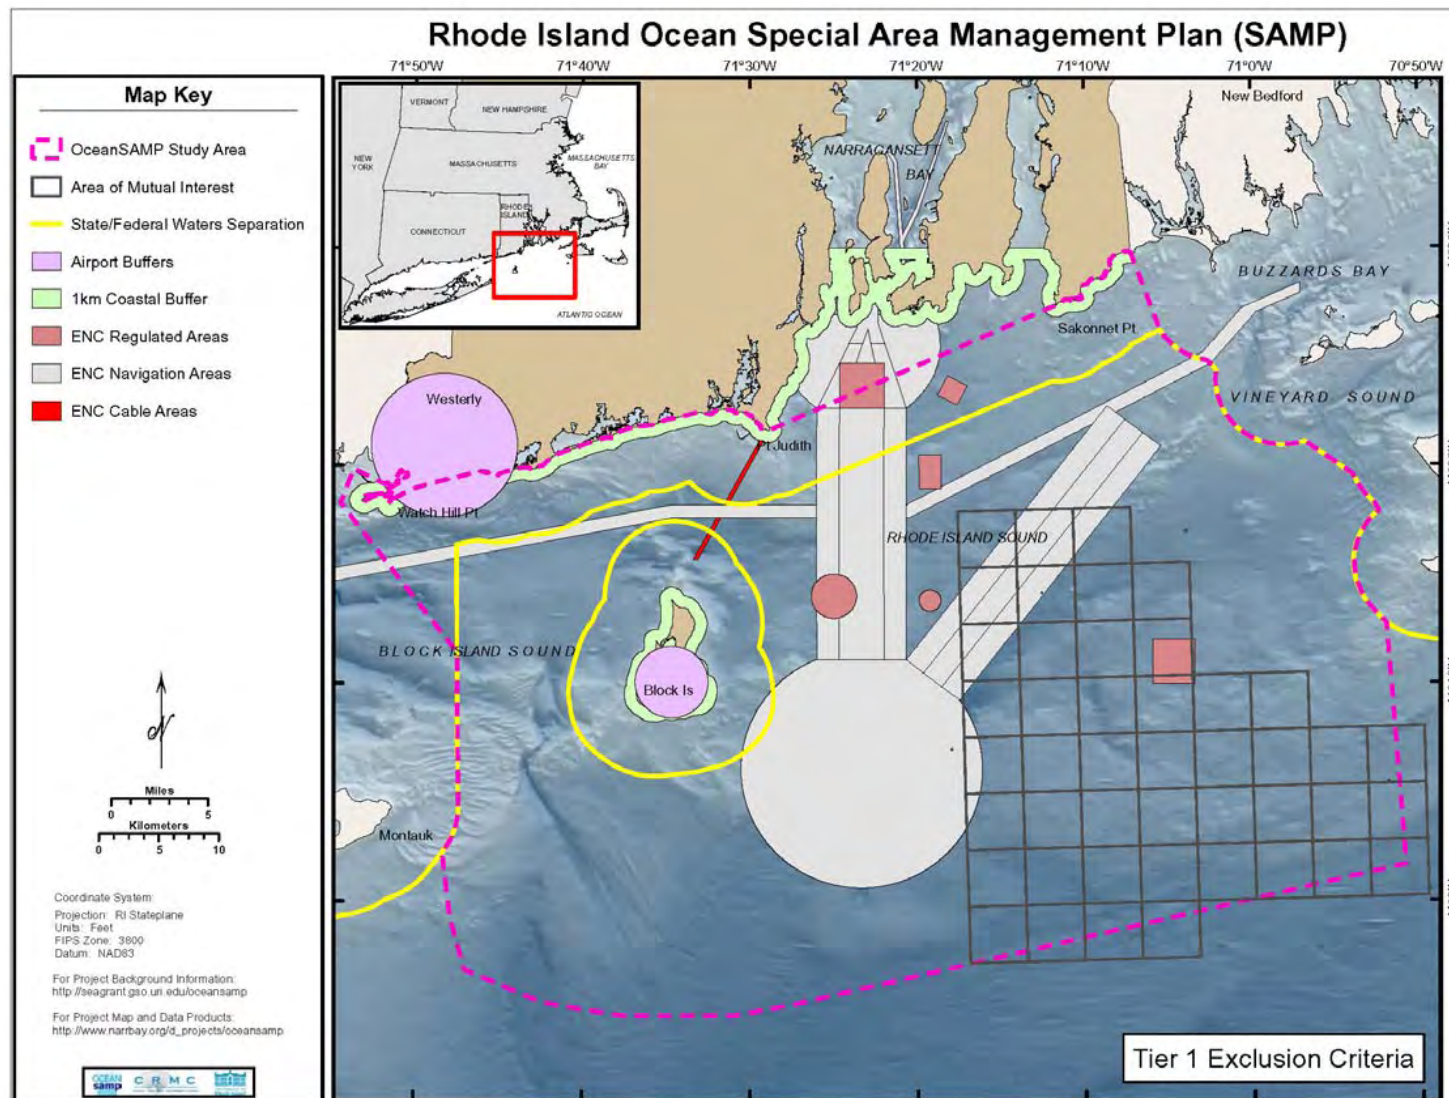 Rhode Island Ocean Special Area Management Plan (SAMP)
71°50'W
71°40'W
71°30'W
71°20'W
71°10'W
71°0'W
70°50'W
Map Key
OceanSAMP Study Area
Area of Mutual Interest
State/Federal Waters Separation
Airport Buffers
1km Coastal Buffer
ENC Regulated Areas
ENC Navigation Areas
ENC Cable Areas
Miles
0 5
Kilometers
0 5 10
Coordinate System:
Projection: RI Stateplane
Units: Feet
FIPS Zone: 3800
Datum: NAD83
For Project Background Information:
http://seagrant.gso.uri.edu/oceansamp
For Project Map and Data Products:
http://www.narrbay.org/d_projects/oceansamp
OCEAN
samp
CRMC
VERMONT
NEW HAMPSHIRE
NEW
YORK
MASSACHUSETTS
MASSACHUSETTS
BAY
RHODE
ISLAND
CONNECTICUT
ATLANTIC OCEAN
New Bedford
NARRAGANSETT
BAY
BUZZARDS BAY
Sakonnet Pt
VINEYARD SOUND
Westerly
Pt Judith
Watch Hill Pt
RHODE ISLAND SOUND
BLOCK ISLAND SOUND
Block Is
Montauk
Tier 1 Exclusion Criteria